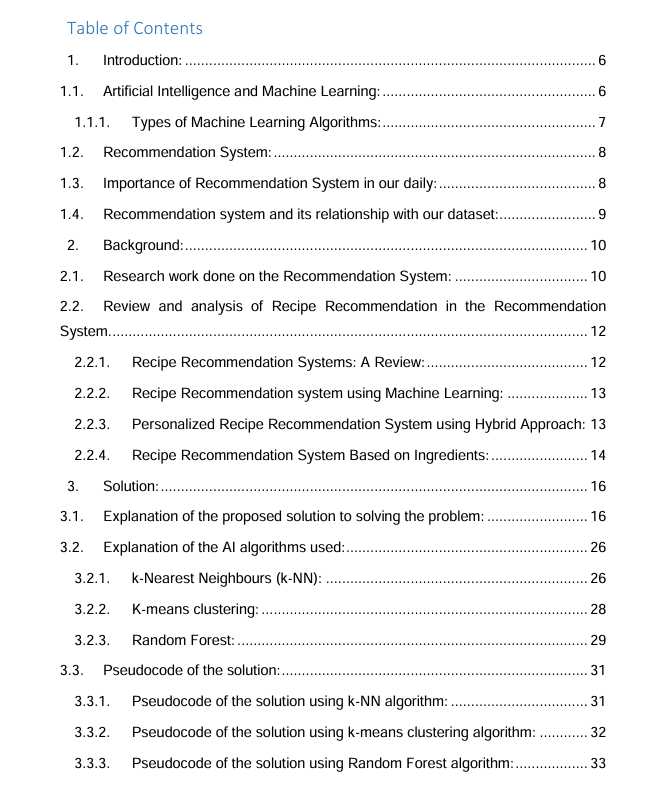 Table of Contents
1. Introduction: ........ 6
1.1. Artificial Intelligence and Machine Learning: ........ 6
1.1.1. Types of Machine Learning Algorithms: ........ 7
1.2. Recommendation System: ........ 8
1.3. Importance of Recommendation System in our daily: ........ 8
1.4. Recommendation system and its relationship with our dataset: ........ 9
2. Background: ........ 10
2.1. Research work done on the Recommendation System: ........ 10
2.2. Review and analysis of Recipe Recommendation in the Recommendation
System. ........ 12
2.2.1. Recipe Recommendation Systems: A Review: ........ 12
2.2.2. Recipe Recommendation system using Machine Learning: ........ 13
2.2.3. Personalized Recipe Recommendation System using Hybrid Approach: 13
2.2.4. Recipe Recommendation System Based on Ingredients: ........ 14
3. Solution: ........ 16
3.1. Explanation of the proposed solution to solving the problem: ........ 16
3.2. Explanation of the AI algorithms used: ........ 26
3.2.1. k-Nearest Neighbours (k-NN): ........ 26
3.2.2. K-means clustering: ........ 28
3.2.3. Random Forest: ........ 29
3.3. Pseudocode of the solution: ........ 31
3.3.1. Pseudocode of the solution using k-NN algorithm: ........ 31
3.3.2. Pseudocode of the solution using k-means clustering algorithm: ........ 32
3.3.3. Pseudocode of the solution using Random Forest algorithm: ........ 33